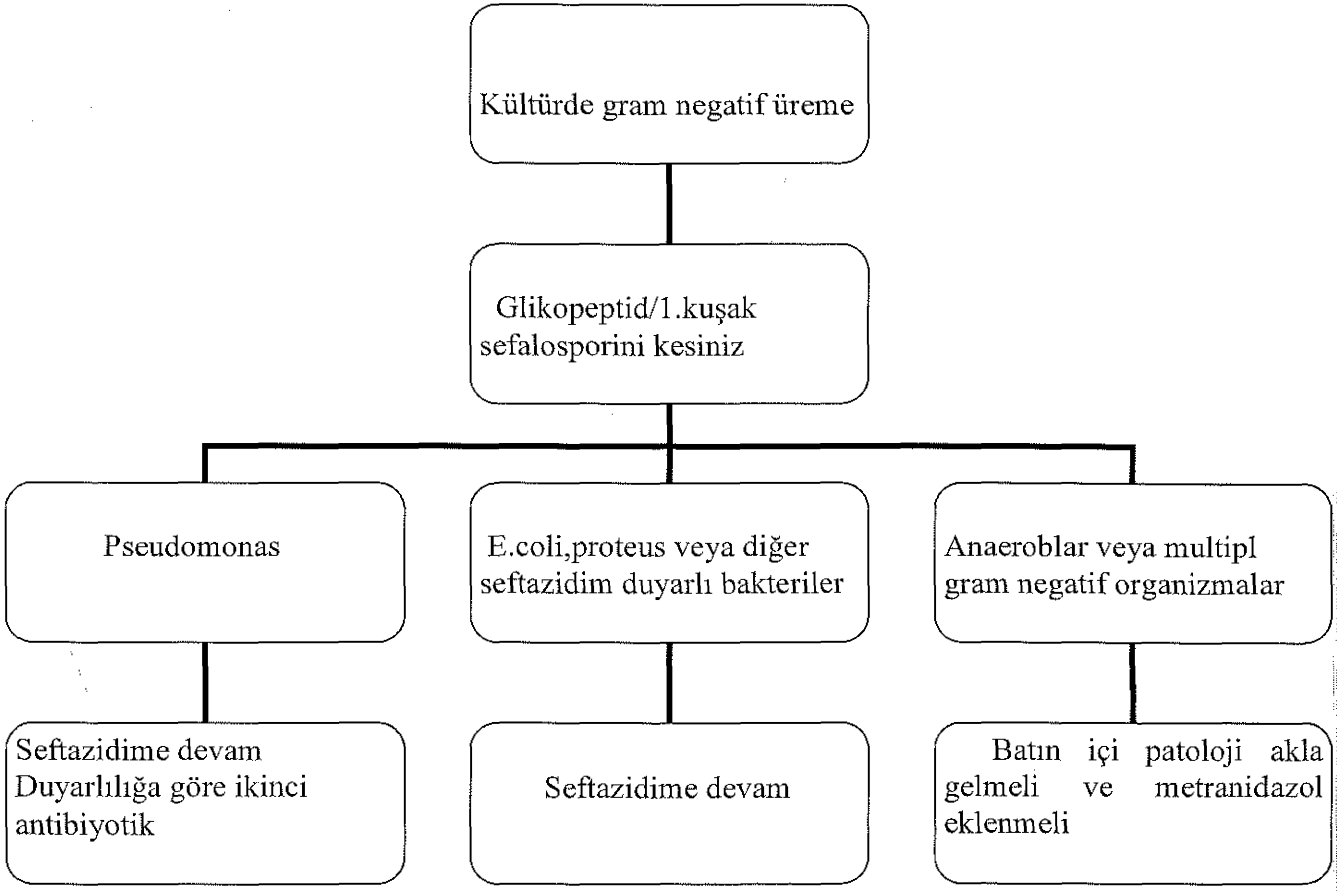 Kültürde gram negatif üreme
Glikopeptid/1.kuşak
sefalosporini kesiniz
Pseudomonas
E.coli,proteus veya diğer
seftazidim duyarlı bakteriler
Anaeroblar veya multipl
gram negatif organizmalar
Seftazidime devam
Duyarlılığa göre ikinci
antibiyotik
Seftazidime devam
Batın içi patoloji akla
gelmeli ve metranidazol
eklenmeli